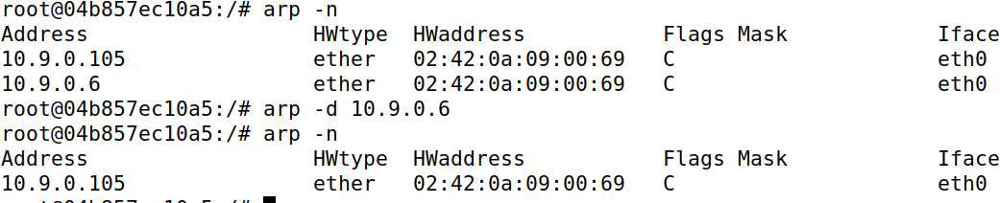 root@04b857ec10a5:/# arp -n
Address                  HWtype  HWaddress           Flags Mask            Iface
10.9.0.105               ether   02:42:0a:09:00:69   C                     eth0
10.9.0.6                 ether   02:42:0a:09:00:69   C                     eth0
root@04b857ec10a5:/# arp -d 10.9.0.6
root@04b857ec10a5:/# arp -n
Address                  HWtype  HWaddress           Flags Mask            Iface
10.9.0.105               ether   02:42:0a:09:00:69   C                     eth0
root@04b857ec10a5:/#